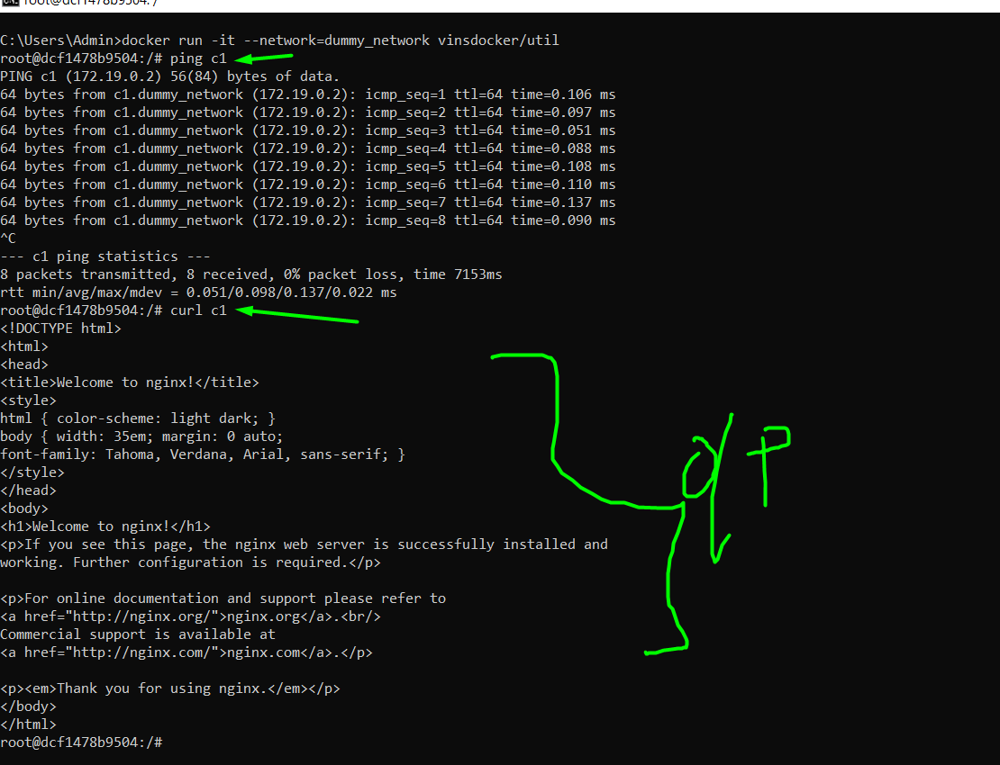 root@dcf1478b9504: /
C:\Users\Admin>docker run -it --network=dummy_network vinsdocker/util
root@dcf1478b9504:/# ping c1
PING c1 (172.19.0.2) 56(84) bytes of data.
64 bytes from c1.dummy_network (172.19.0.2): icmp_seq=1 ttl=64 time=0.106 ms
64 bytes from c1.dummy_network (172.19.0.2): icmp_seq=2 ttl=64 time=0.097 ms
64 bytes from c1.dummy_network (172.19.0.2): icmp_seq=3 ttl=64 time=0.051 ms
64 bytes from c1.dummy_network (172.19.0.2): icmp_seq=4 ttl=64 time=0.088 ms
64 bytes from c1.dummy_network (172.19.0.2): icmp_seq=5 ttl=64 time=0.108 ms
64 bytes from c1.dummy_network (172.19.0.2): icmp_seq=6 ttl=64 time=0.110 ms
64 bytes from c1.dummy_network (172.19.0.2): icmp_seq=7 ttl=64 time=0.137 ms
64 bytes from c1.dummy_network (172.19.0.2): icmp_seq=8 ttl=64 time=0.090 ms
^C
--- c1 ping statistics ---
8 packets transmitted, 8 received, 0% packet loss, time 7153ms
rtt min/avg/max/mdev = 0.051/0.098/0.137/0.022 ms
root@dcf1478b9504:/# curl c1
<!DOCTYPE html>
<html>
<head>
<title>Welcome to nginx!</title>
<style>
html { color-scheme: light dark; }
body { width: 35em; margin: 0 auto;
font-family: Tahoma, Verdana, Arial, sans-serif; }
</style>
</head>
<body>
<h1>Welcome to nginx!</h1>
<p>If you see this page, the nginx web server is successfully installed and
working. Further configuration is required.</p>

<p>For online documentation and support please refer to
<a href="http://nginx.org/">nginx.org</a>.<br/>
Commercial support is available at
<a href="http://nginx.com/">nginx.com</a>.</p>

<p><em>Thank you for using nginx.</em></p>
</body>
</html>
root@dcf1478b9504:/#